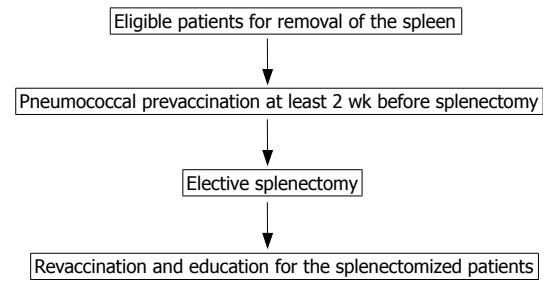 Eligible patients for removal of the spleen
Pneumococcal prevaccination at least 2 wk before splenectomy
Elective splenectomy
Revaccination and education for the splenectomized patients